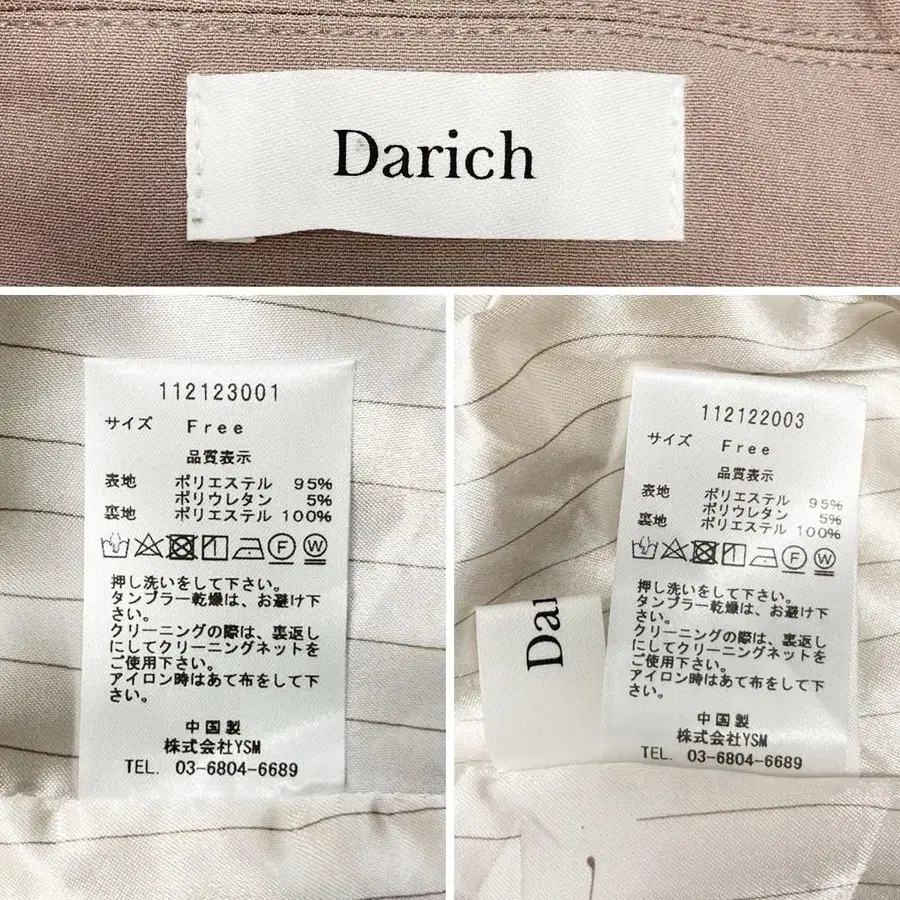 Darich
112123001
サイズ Free
品質表示
表地 ポリエステル 95%
ポリウレタン 5%
裏地 ポリエステル 100%
F W
押し洗いをして下さい。
タンブラー乾燥は、お避け下
さい。
クリーニングの際は、裏返し
にしてクリーニングネットを
ご使用下さい。
アイロン時はあて布をして下
さい。
中国製
株式会社YSM
TEL. 03-6804-6689
Dar
112122003
サイズ Free
品質表示
表地 ポリエステル 95%
ポリウレタン 5%
裏地 ポリエステル 100%
F W
押し洗いをして下さい。
タンブラー乾燥は、お避け下
さい。
クリーニングの際は、裏返し
にしてクリーニングネットを
ご使用下さい。
アイロン時はあて布をして下
さい。
中国製
株式会社YSM
TEL. 03-6804-6689